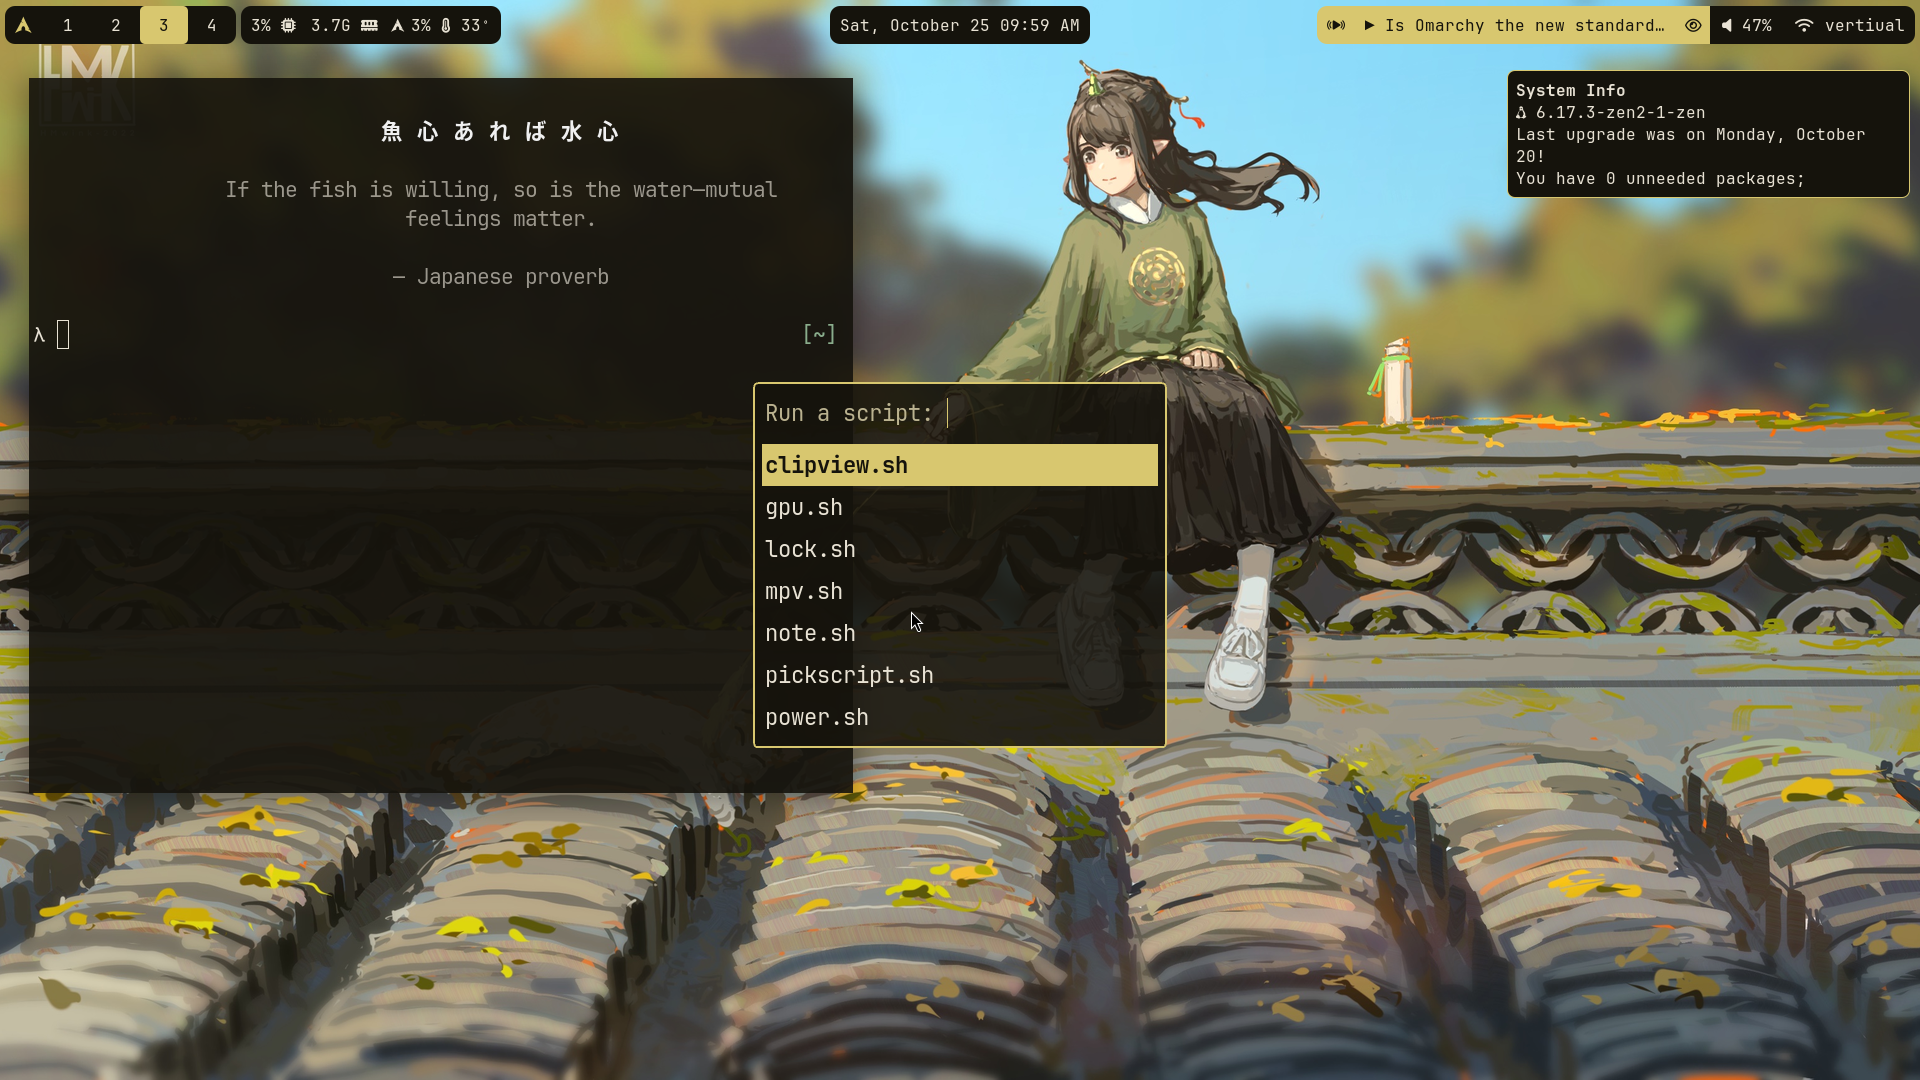 1 2 3 4 3% 3.7G 3% 33°
Sat, October 25 09:59 AM
Is Omarchy the new standard… 47% vertiual
System Info
6.17.3-zen2-1-zen
Last upgrade was on Monday, October
20!
You have 0 unneeded packages;
魚心あれば水心
If the fish is willing, so is the water—mutual
feelings matter.
— Japanese proverb
λ [~]
Run a script:
clipview.sh
gpu.sh
lock.sh
mpv.sh
note.sh
pickscript.sh
power.sh